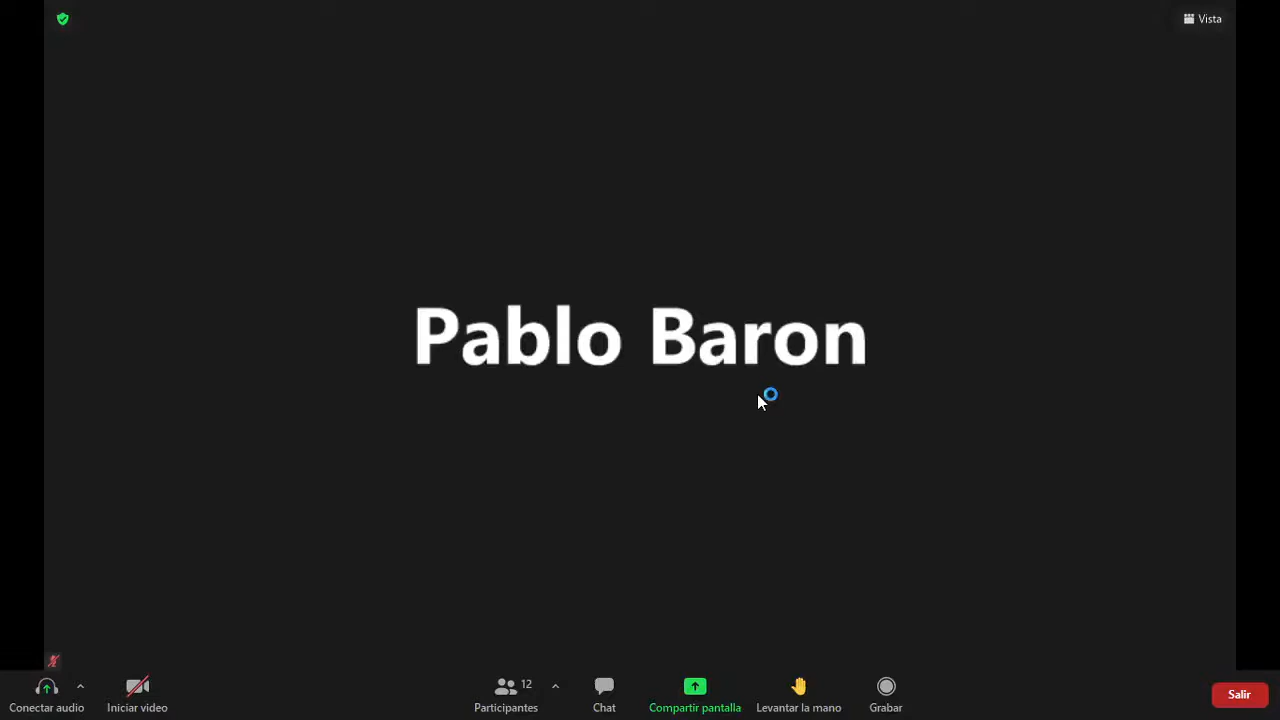 Vista
Pablo Baron
Conectar audio
Iniciar video
12
Participantes
Chat
Compartir pantalla
Levantar la mano
Grabar
Salir